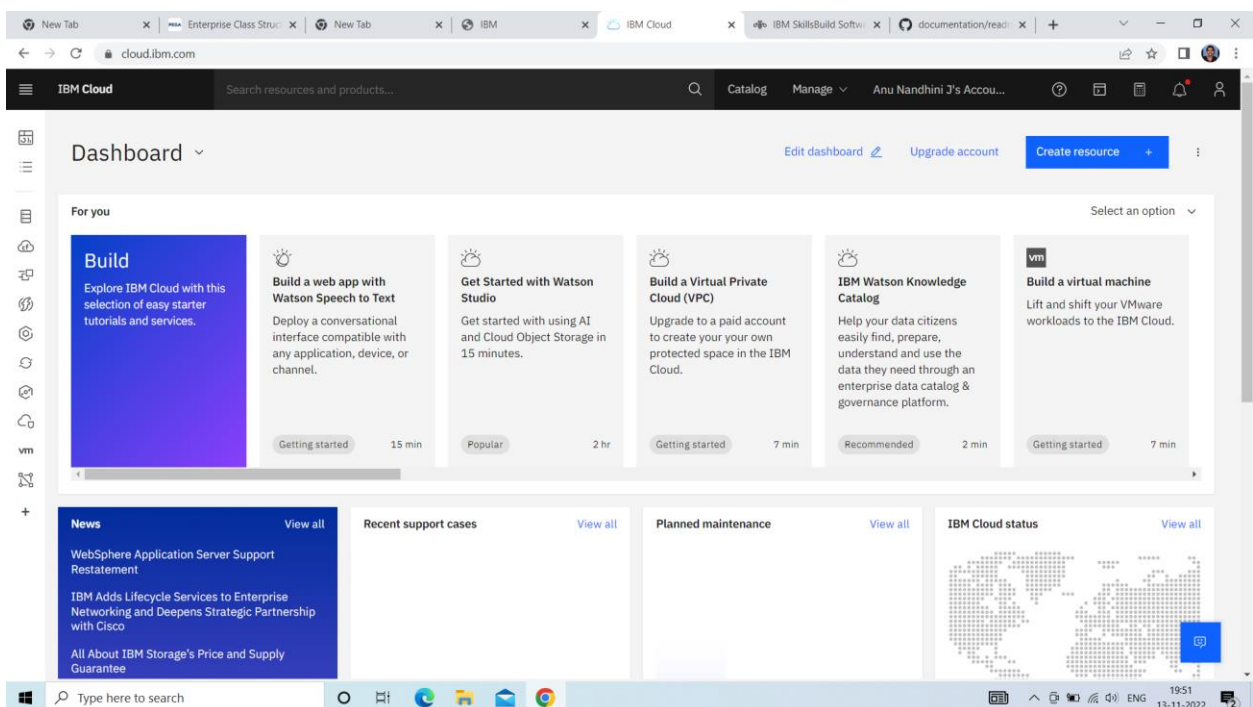 New Tab
Enterprise Class Struc
New Tab
IBM
IBM Cloud
IBM SkillsBuild Softw
documentation/readm
cloud.ibm.com
IBM Cloud
Search resources and products...
Catalog
Manage
Anu Nandhini J's Accou...
Dashboard
Edit dashboard
Upgrade account
Create resource +
For you
Select an option
Build
Explore IBM Cloud with this
selection of easy starter
tutorials and services.
Build a web app with
Watson Speech to Text
Deploy a conversational
interface compatible with
any application, device, or
channel.
Getting started 15 min
Get Started with Watson
Studio
Get started with using AI
and Cloud Object Storage in
15 minutes.
Popular 2 hr
Build a Virtual Private
Cloud (VPC)
Upgrade to a paid account
to create your your own
protected space in the IBM
Cloud.
Getting started 7 min
IBM Watson Knowledge
Catalog
Help your data citizens
easily find, prepare,
understand and use the
data they need through an
enterprise data catalog &
governance platform.
Recommended 2 min
vm
Build a virtual machine
Lift and shift your VMware
workloads to the IBM Cloud.
Getting started 7 min
vm
News View all
WebSphere Application Server Support
Restatement
IBM Adds Lifecycle Services to Enterprise
Networking and Deepens Strategic Partnership
with Cisco
All About IBM Storage's Price and Supply
Guarantee
Recent support cases View all
Planned maintenance View all
IBM Cloud status View all
Type here to search
ENG
19:51
13-11-2022